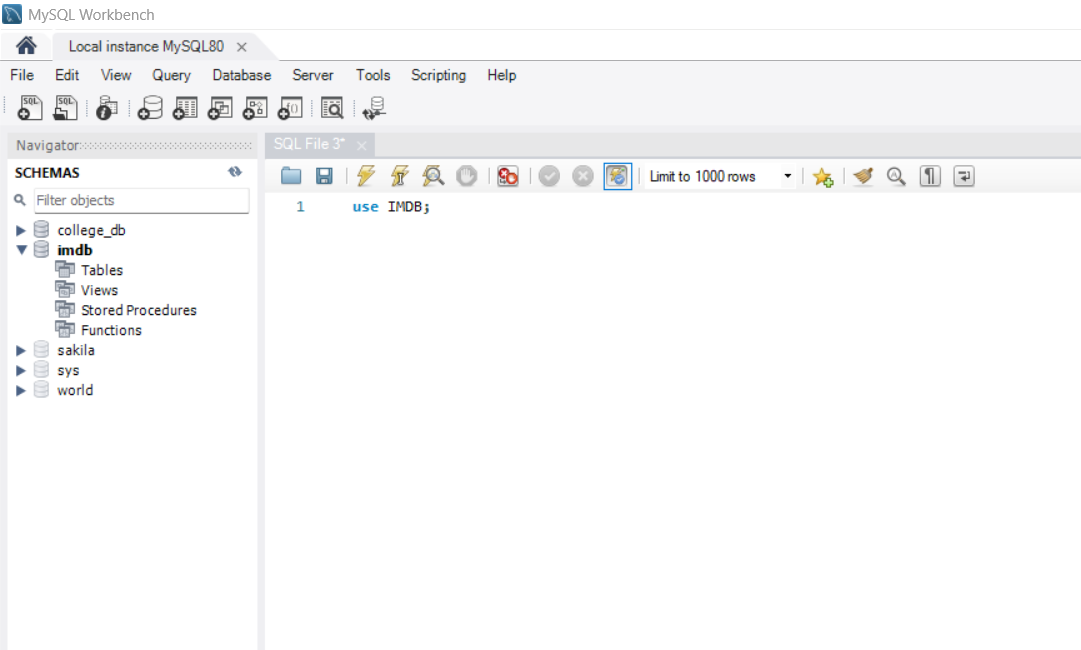 MySQL Workbench
Local instance MySQL80
File Edit View Query Database Server Tools Scripting Help
SQL SQL
Navigator
SQL File 3*
SCHEMAS
Limit to 1000 rows
Filter objects
1 use IMDB;
college_db
imdb
Tables
Views
Stored Procedures
Functions
sakila
sys
world